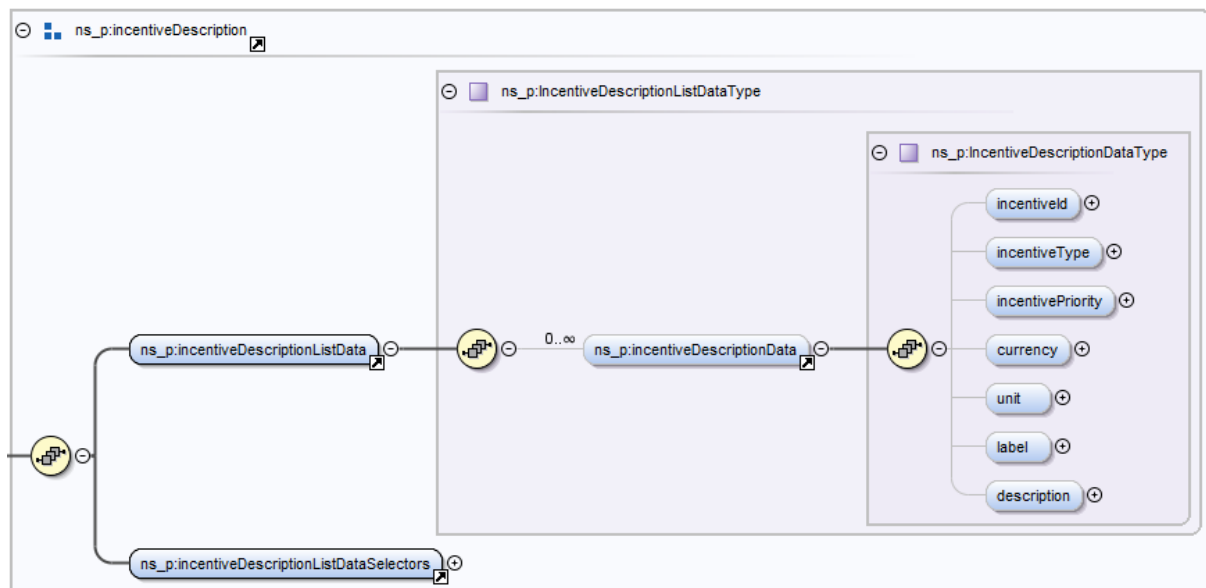 ns_p:incentiveDescription
ns_p:IncentiveDescriptionListDataType
ns_p:IncentiveDescriptionDataType
incentiveId
incentiveType
incentivePriority
ns_p:incentiveDescriptionListData
0..∞
ns_p:incentiveDescriptionData
currency
unit
label
description
ns_p:incentiveDescriptionListDataSelectors